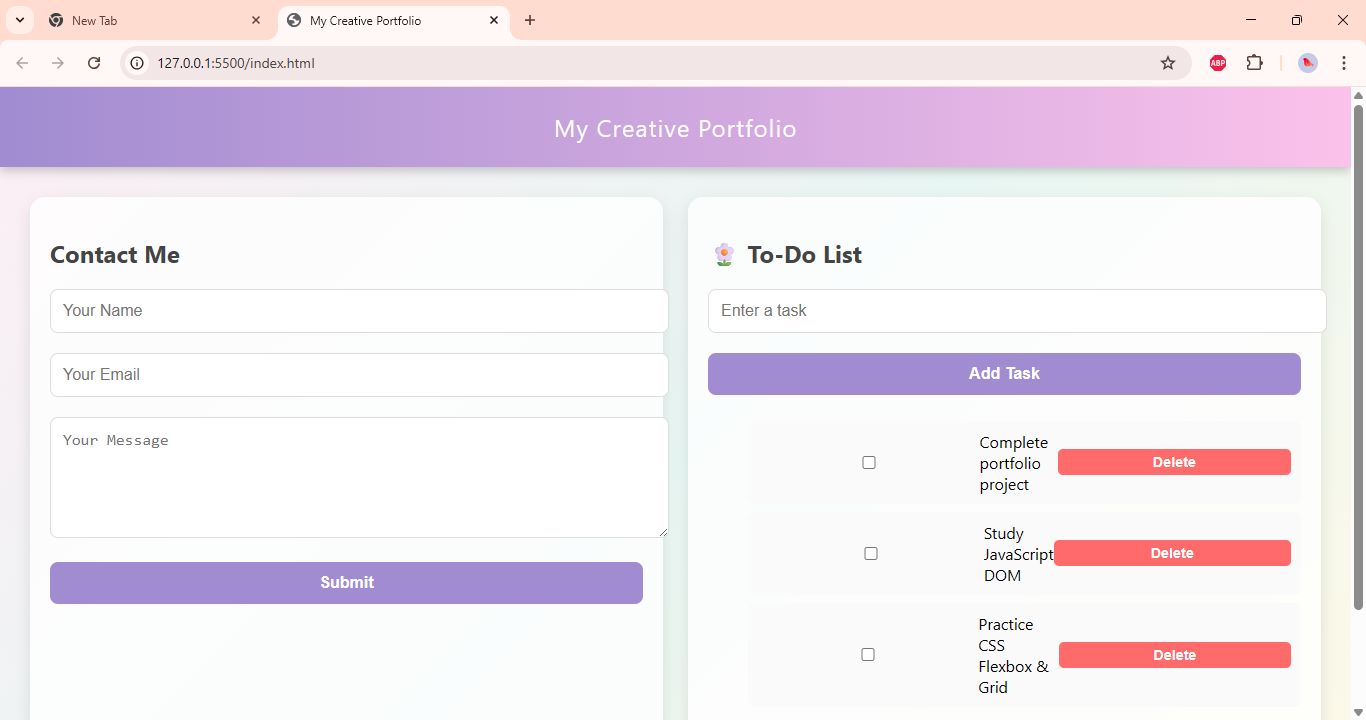 New Tab
My Creative Portfolio
127.0.0.1:5500/index.html
ABP
My Creative Portfolio
Contact Me
Your Name
Your Email
Your Message
Submit
To-Do List
Enter a task
Add Task
Complete
portfolio
project
Delete
Study
JavaScript
DOM
Delete
Practice
CSS
Flexbox &
Grid
Delete